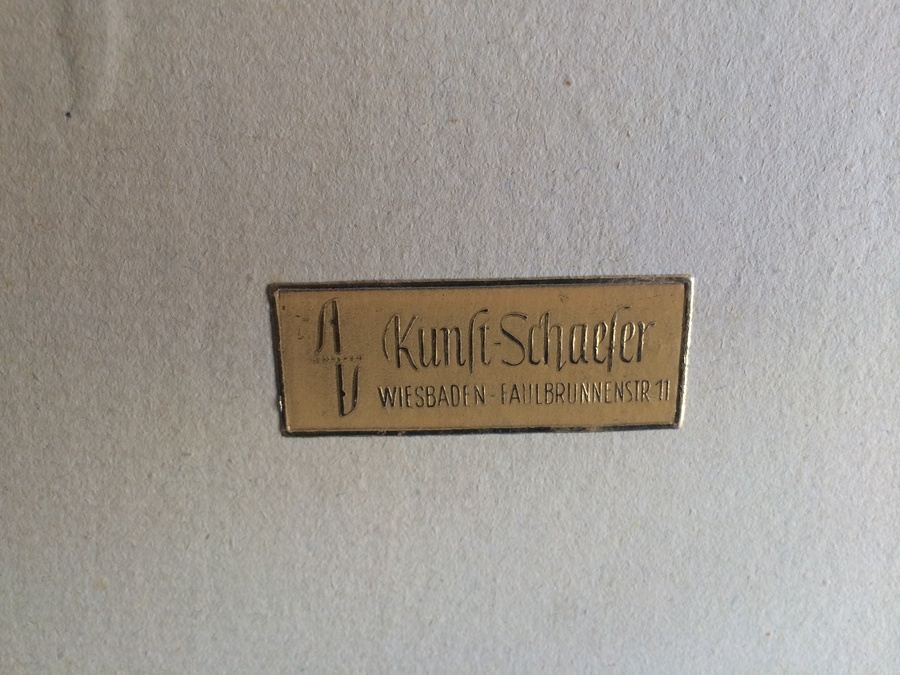 A
V
Kunſt-Schaefer
WIESBADEN - FAULBRUNNENSTR 11